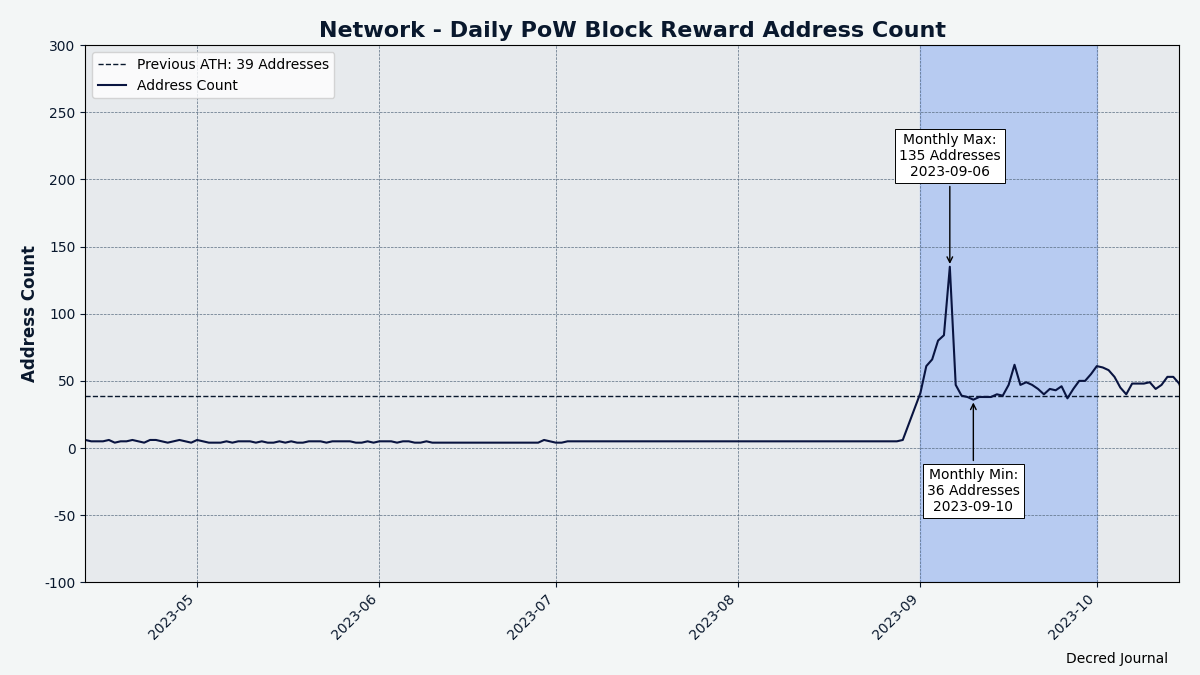 Network - Daily PoW Block Reward Address Count
Previous ATH: 39 Addresses
Address Count
Address Count
300
250
200
150
100
50
0
-50
-100
Monthly Max:
135 Addresses
2023-09-06
Monthly Min:
36 Addresses
2023-09-10
2023-05
2023-06
2023-07
2023-08
2023-09
2023-10
Decred Journal